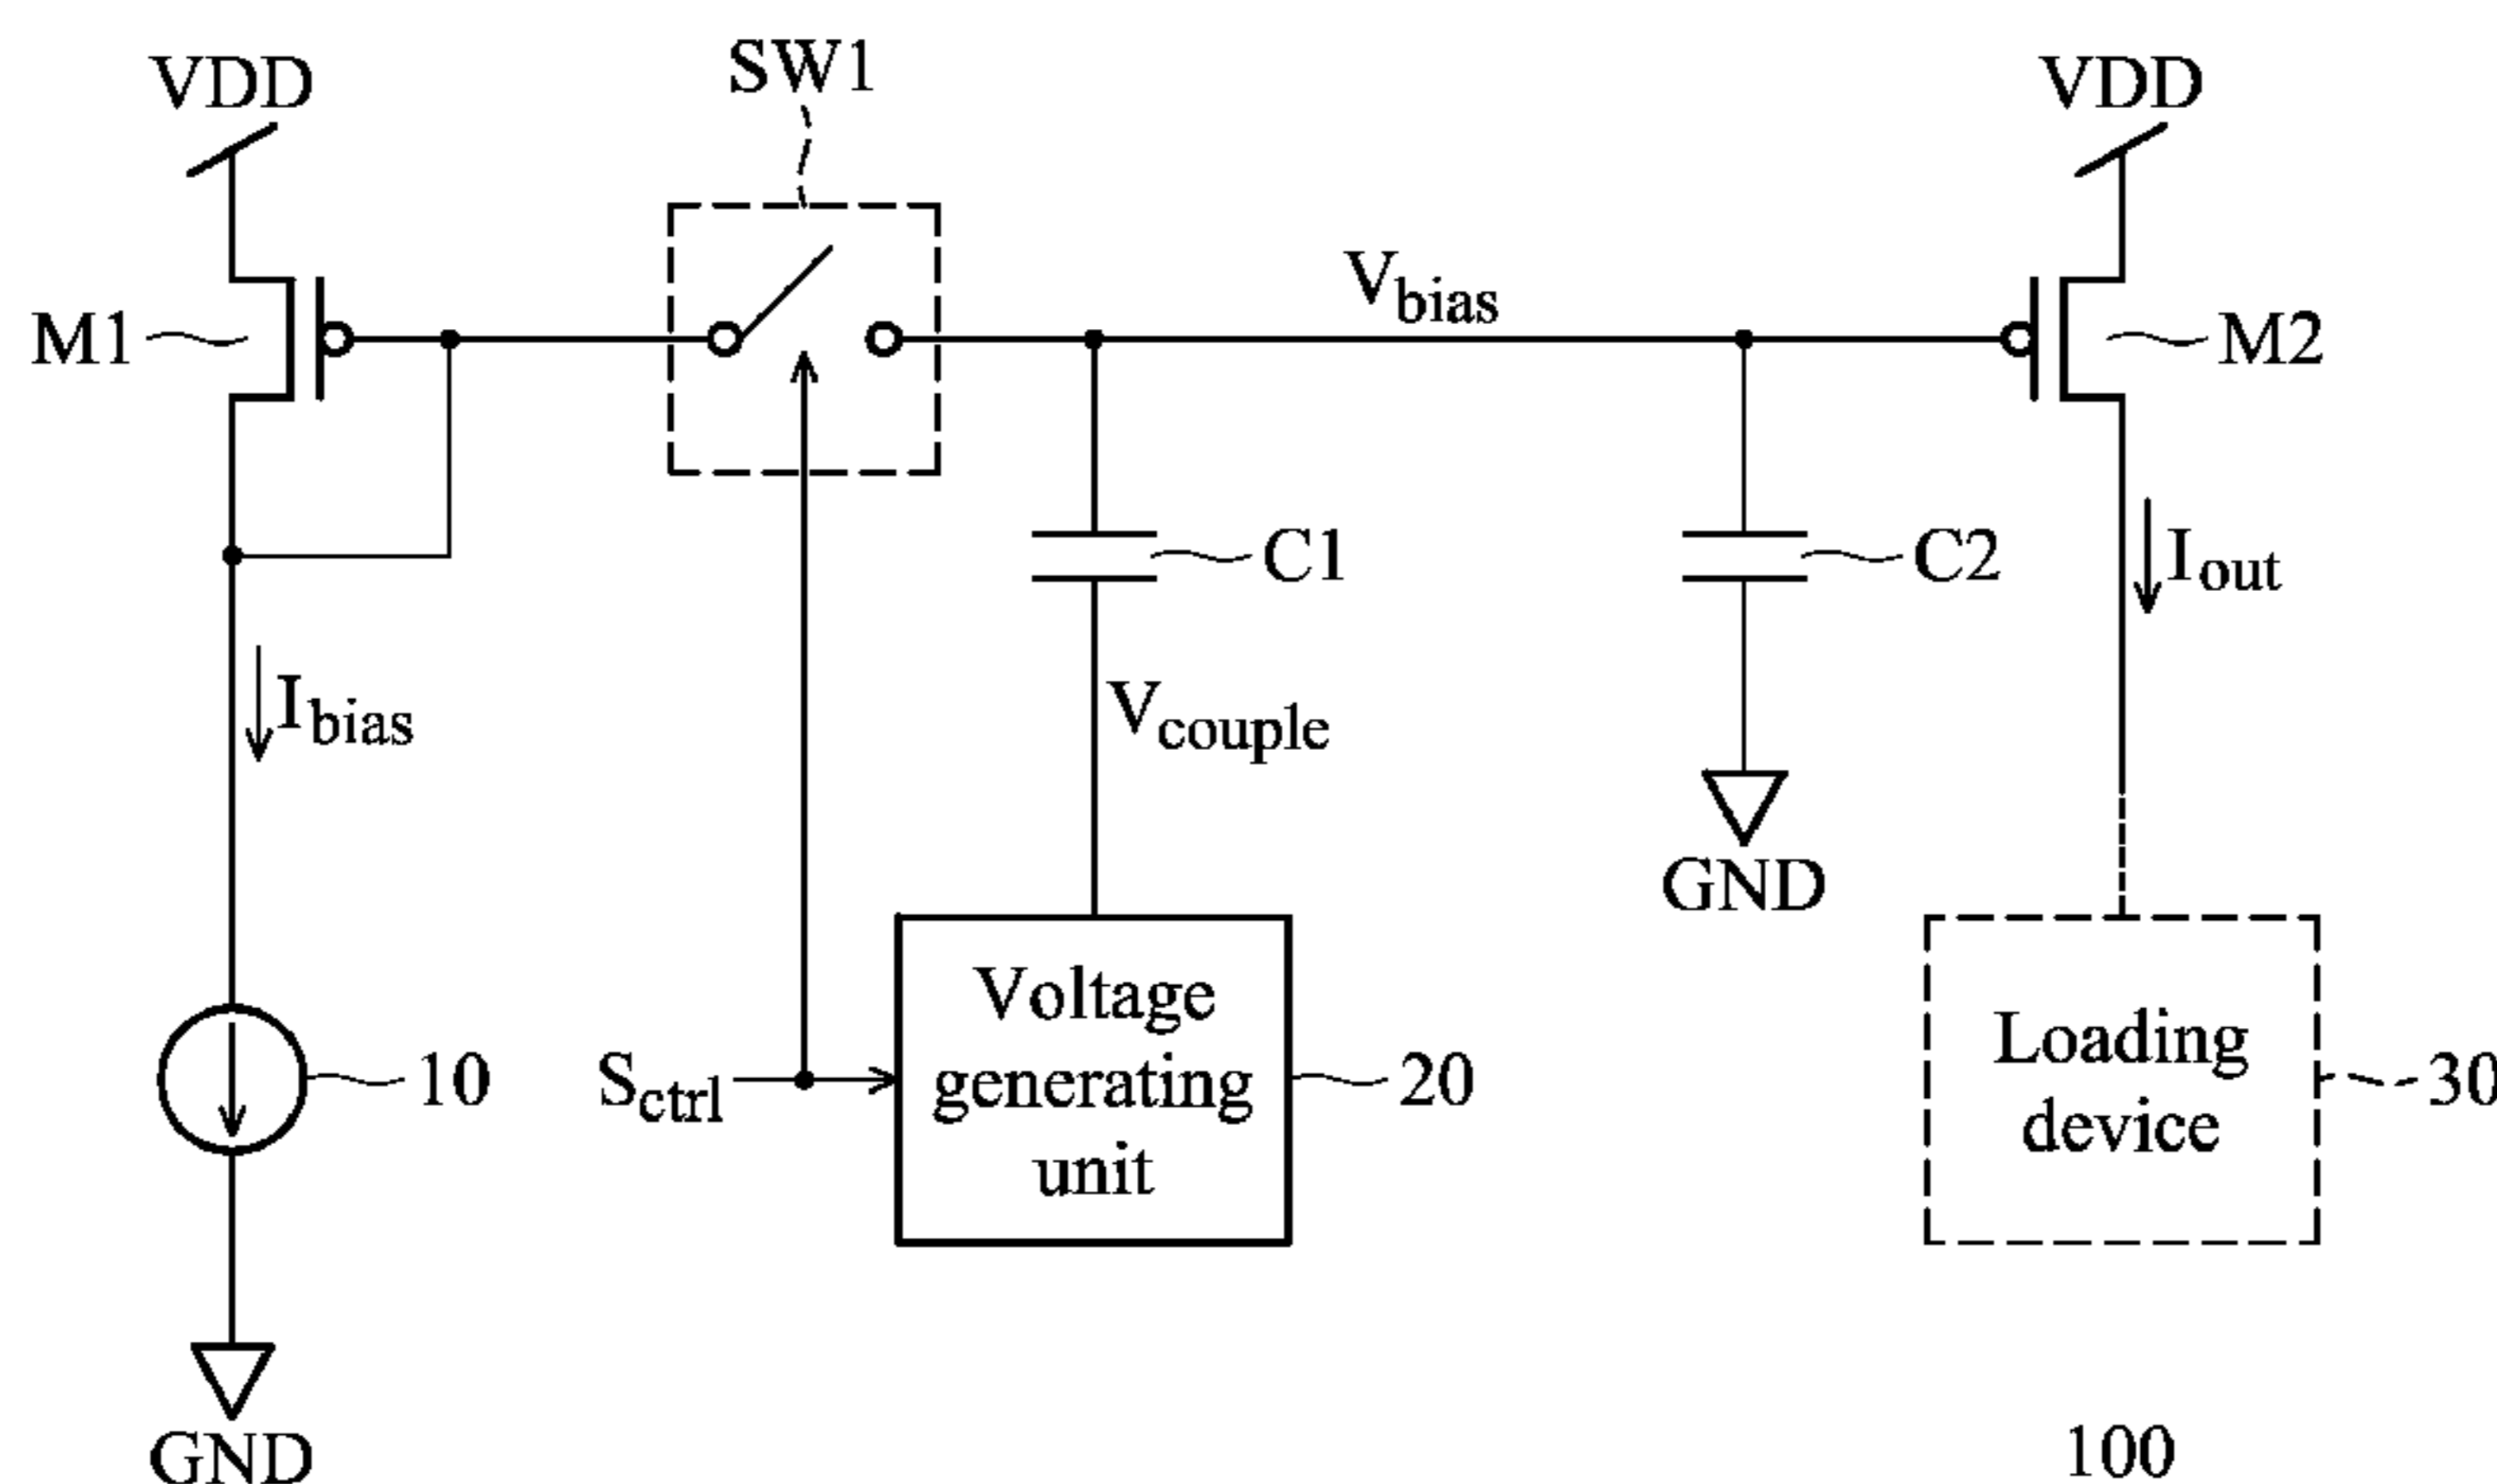 VDD
SW1
VDD
M1
Vbias
M2
C1
C2
Iout
Ibias
Vcouple
GND
10
Sctrl
Voltage
generating
unit
20
Loading
device
30
GND
100